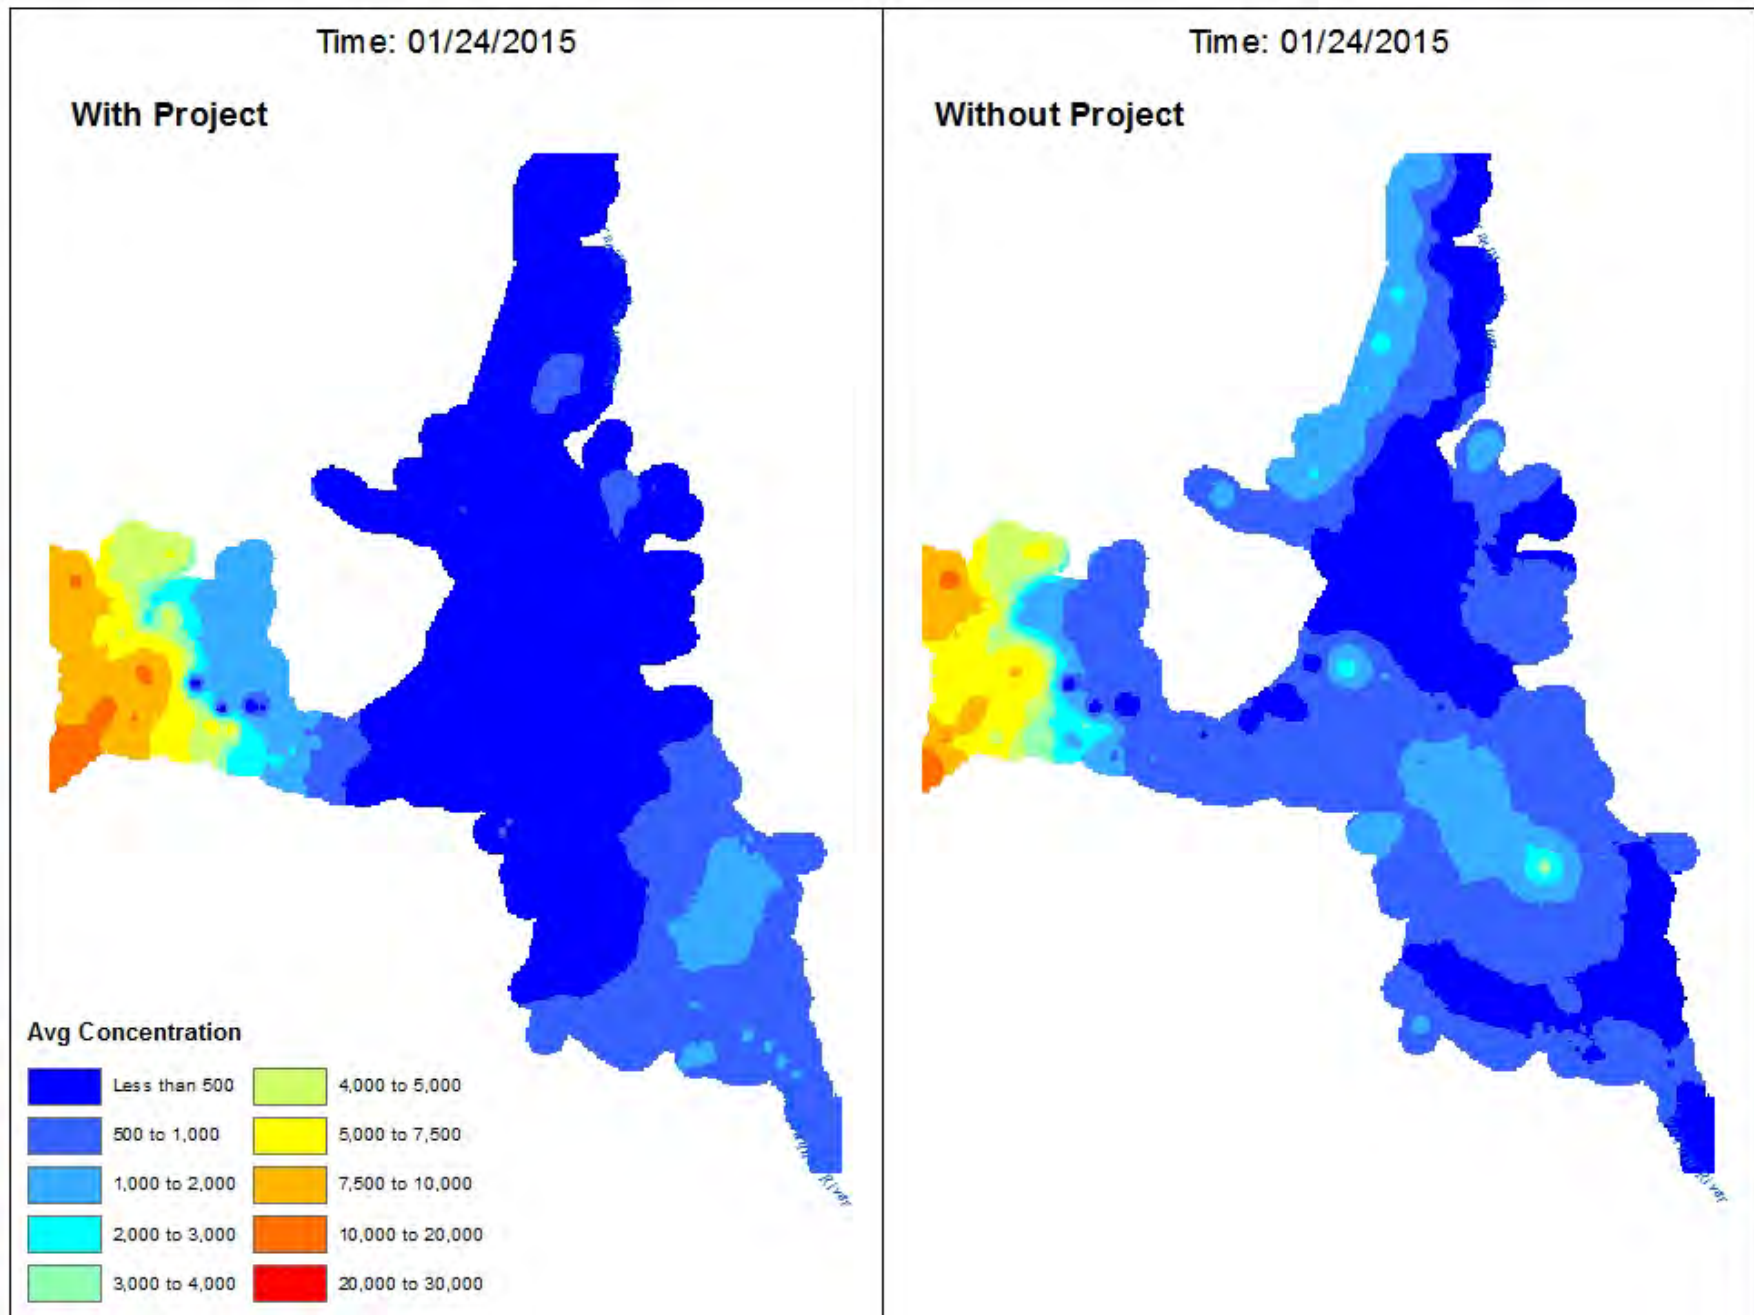 Time: 01/24/2015
With Project
Avg Concentration
Less than 500
500 to 1,000
1,000 to 2,000
2,000 to 3,000
3,000 to 4,000
4,000 to 5,000
5,000 to 7,500
7,500 to 10,000
10,000 to 20,000
20,000 to 30,000
River
Time: 01/24/2015
Without Project
River